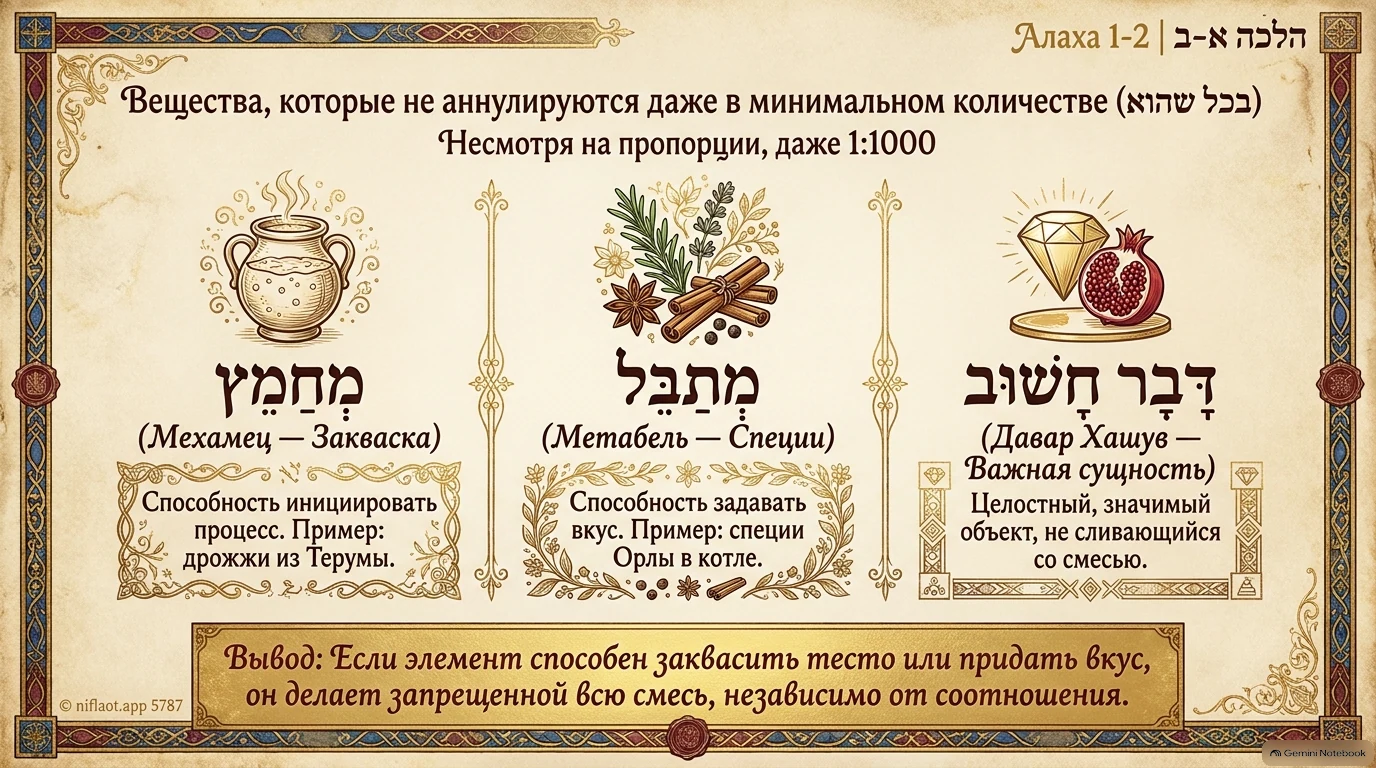 Алаха 1-2 | הלכה א-ב
Вещества, которые не аннулируются даже в минимальном количестве (בכל שהוא)
Несмотря на пропорции, даже 1:1000
מְחַמֵּץ
(Мехамец — Закваска)
Способность инициировать
процесс. Пример:
дрожжи из Терумы.
מְתַבֵּל
(Метабель — Специи)
Способность задавать
вкус. Пример: специи
Орлы в котле.
דָּבָר חָשׁוּב
(Давар Хашув —
Важная сущность)
Целостный, значимый
объект, не сливающийся
со смесью.
Вывод: Если элемент способен заквасить тесто или придать вкус,
он делает запрещенной всю смесь, независимо от соотношения.
© niflaot.app 5787
Gemini Notebook